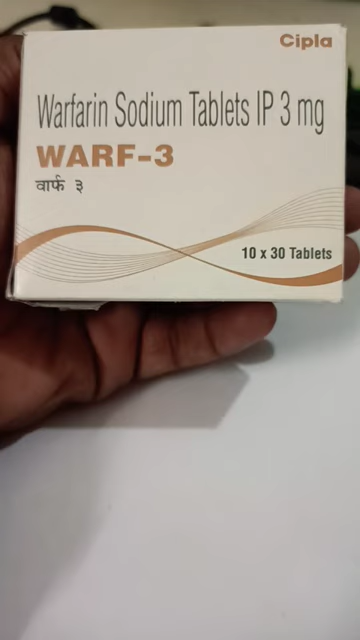 Cipla
Warfarin Sodium Tablets IP 3 mg
WARF-3
वार्फ ३
10 x 30 Tablets